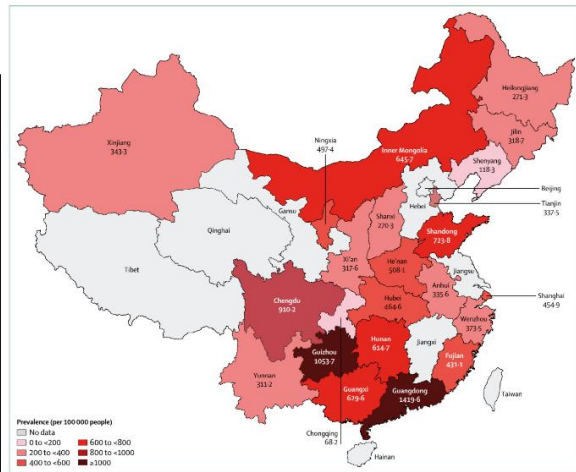 Heilongjiang
271·3
Xinjiang
343·3
Ningxia
497·4
Jilin
318·7
Inner Mongolia
645·7
Shenyang
118·3
Beijing
Gansu
Hebei
Tianjin
337·5
Shanxi
270·3
Shandong
723·8
Qinghai
Xi'an
317·6
He'nan
508·1
Jiangsu
Tibet
Anhui
335·6
Shanghai
454·9
Chengdu
910·2
Hubei
464·6
Wenzhou
373·5
Hunan
614·7
Jiangxi
Guizhou
1053·7
Fujian
431·1
Yunnan
311·2
Guangxi
629·6
Guangdong
1419·6
Taiwan
Chongqing
68·2
Hainan
Prevalence (per 100 000 people)
No data
0 to <200
200 to <400
400 to <600
600 to <800
800 to <1000
≥1000